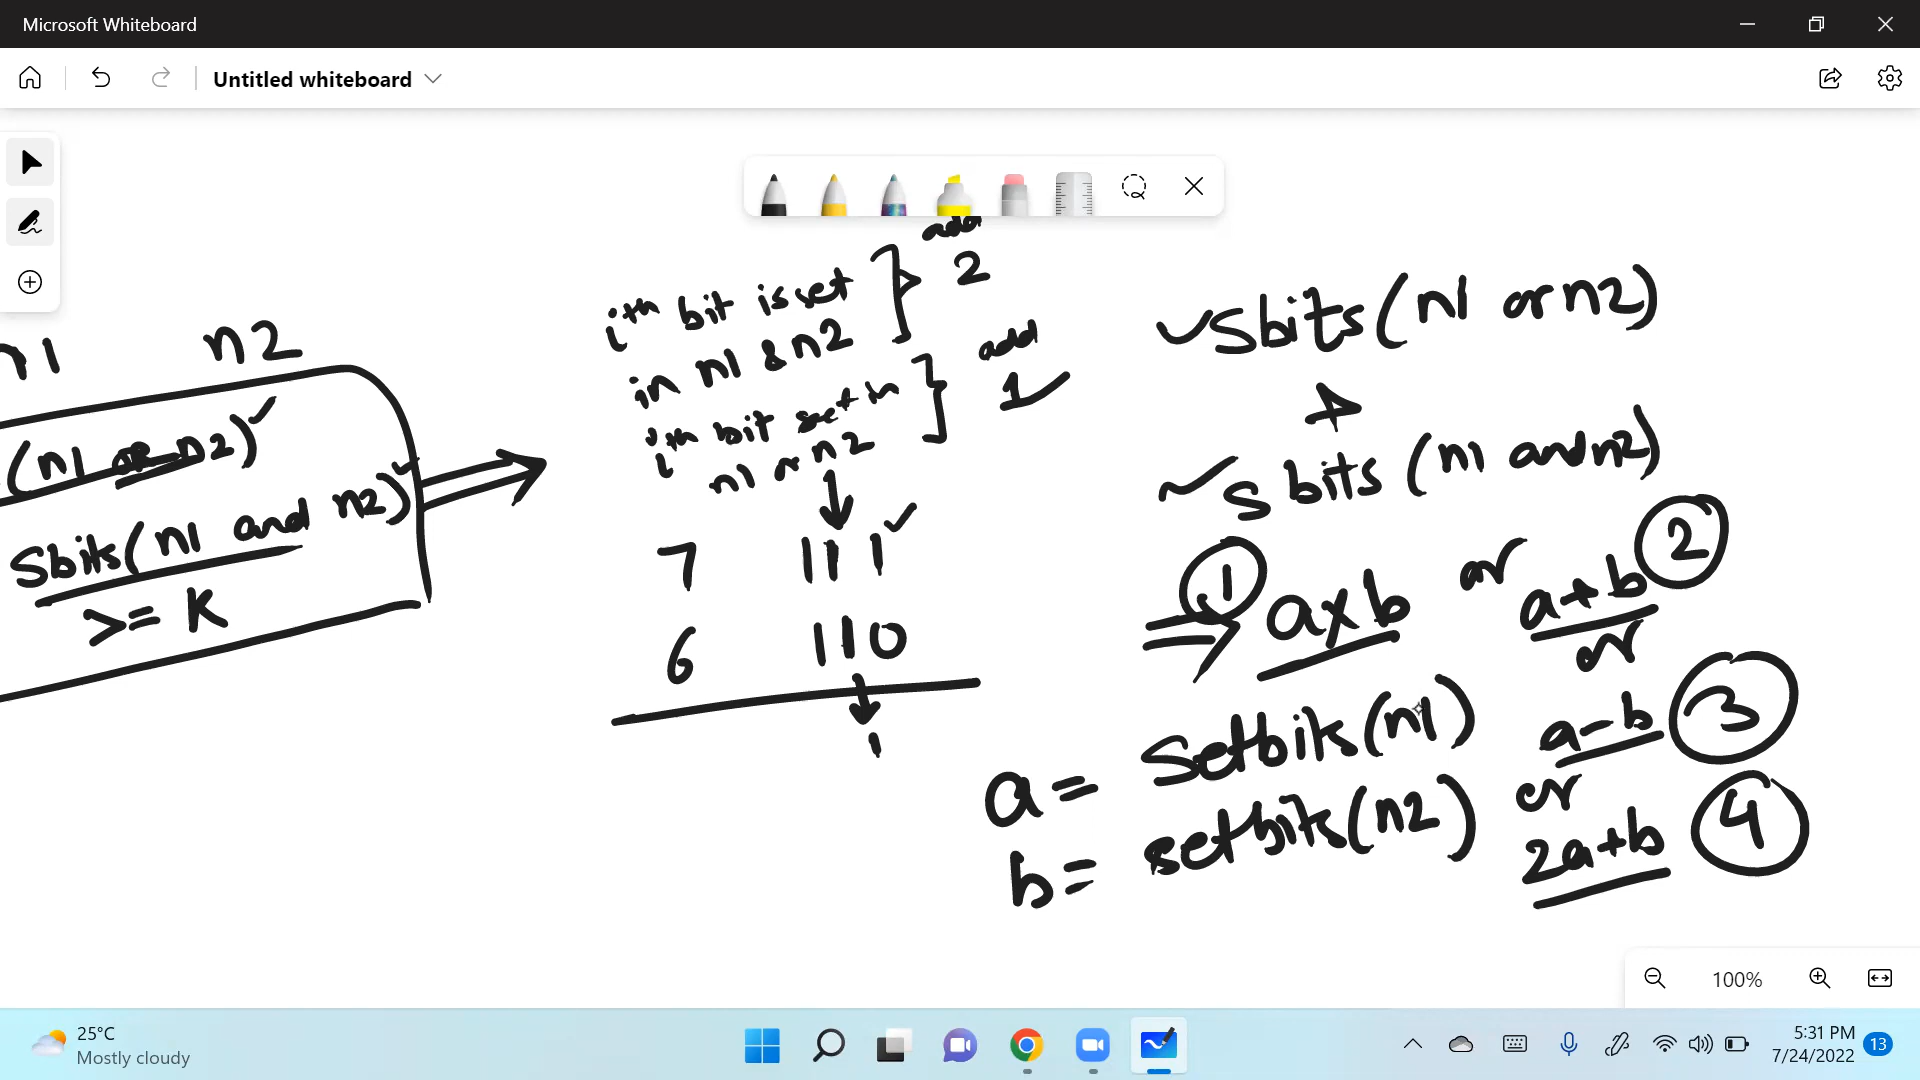 Microsoft Whiteboard
Untitled whiteboard
n1 n2
(n1 or n2)
Sbits(n1 and n2)
>= K
add
ith bit is set
2
in n1 & n2
add
ith bit set in
1
n1 or n2
7 111
6 110
1
Sbits(n1 or n2)
+
Sbits(n1 and n2)
1 a×b or a+b 2
or
a-b 3
or
2a+b 4
a = Setbits(n1)
b = setbits(n2)
100%
25°C
Mostly cloudy
5:31 PM
7/24/2022
13